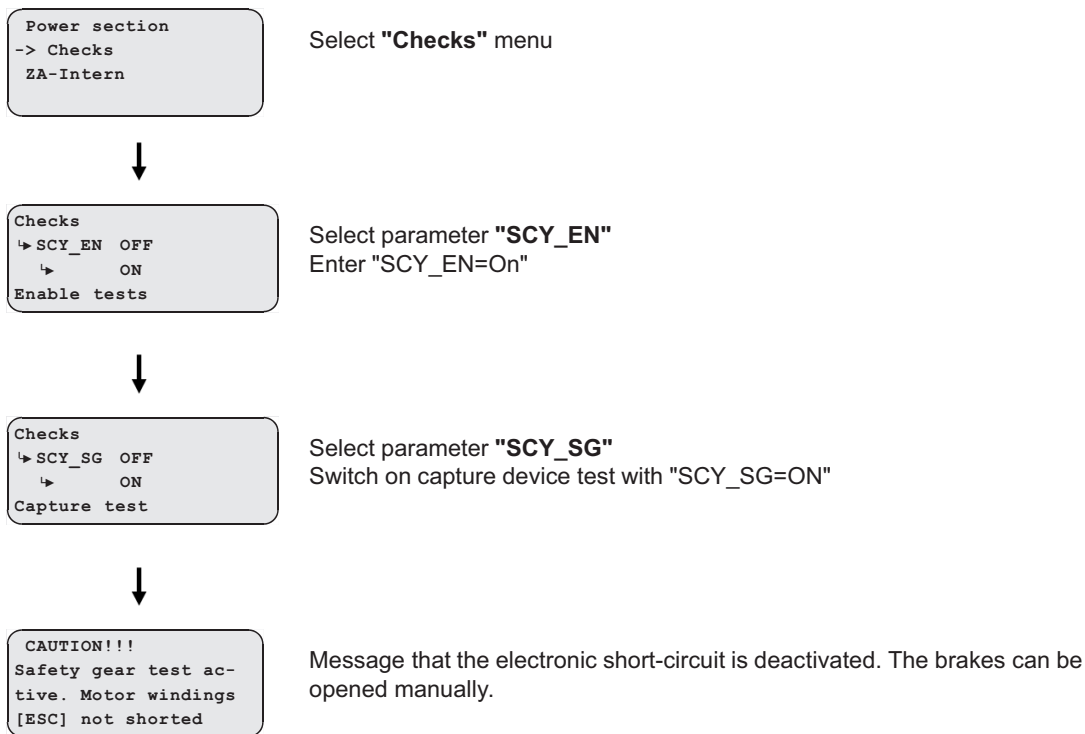 Power section
-> Checks
ZA-Intern
Select "Checks" menu
Checks
↳ SCY_EN OFF
↳ ON
Enable tests
Select parameter "SCY_EN"
Enter "SCY_EN=On"
Checks
↳ SCY_SG OFF
↳ ON
Capture test
Select parameter "SCY_SG"
Switch on capture device test with "SCY_SG=ON"
CAUTION!!!
Safety gear test ac-
tive. Motor windings
[ESC] not shorted
Message that the electronic short-circuit is deactivated. The brakes can be
opened manually.